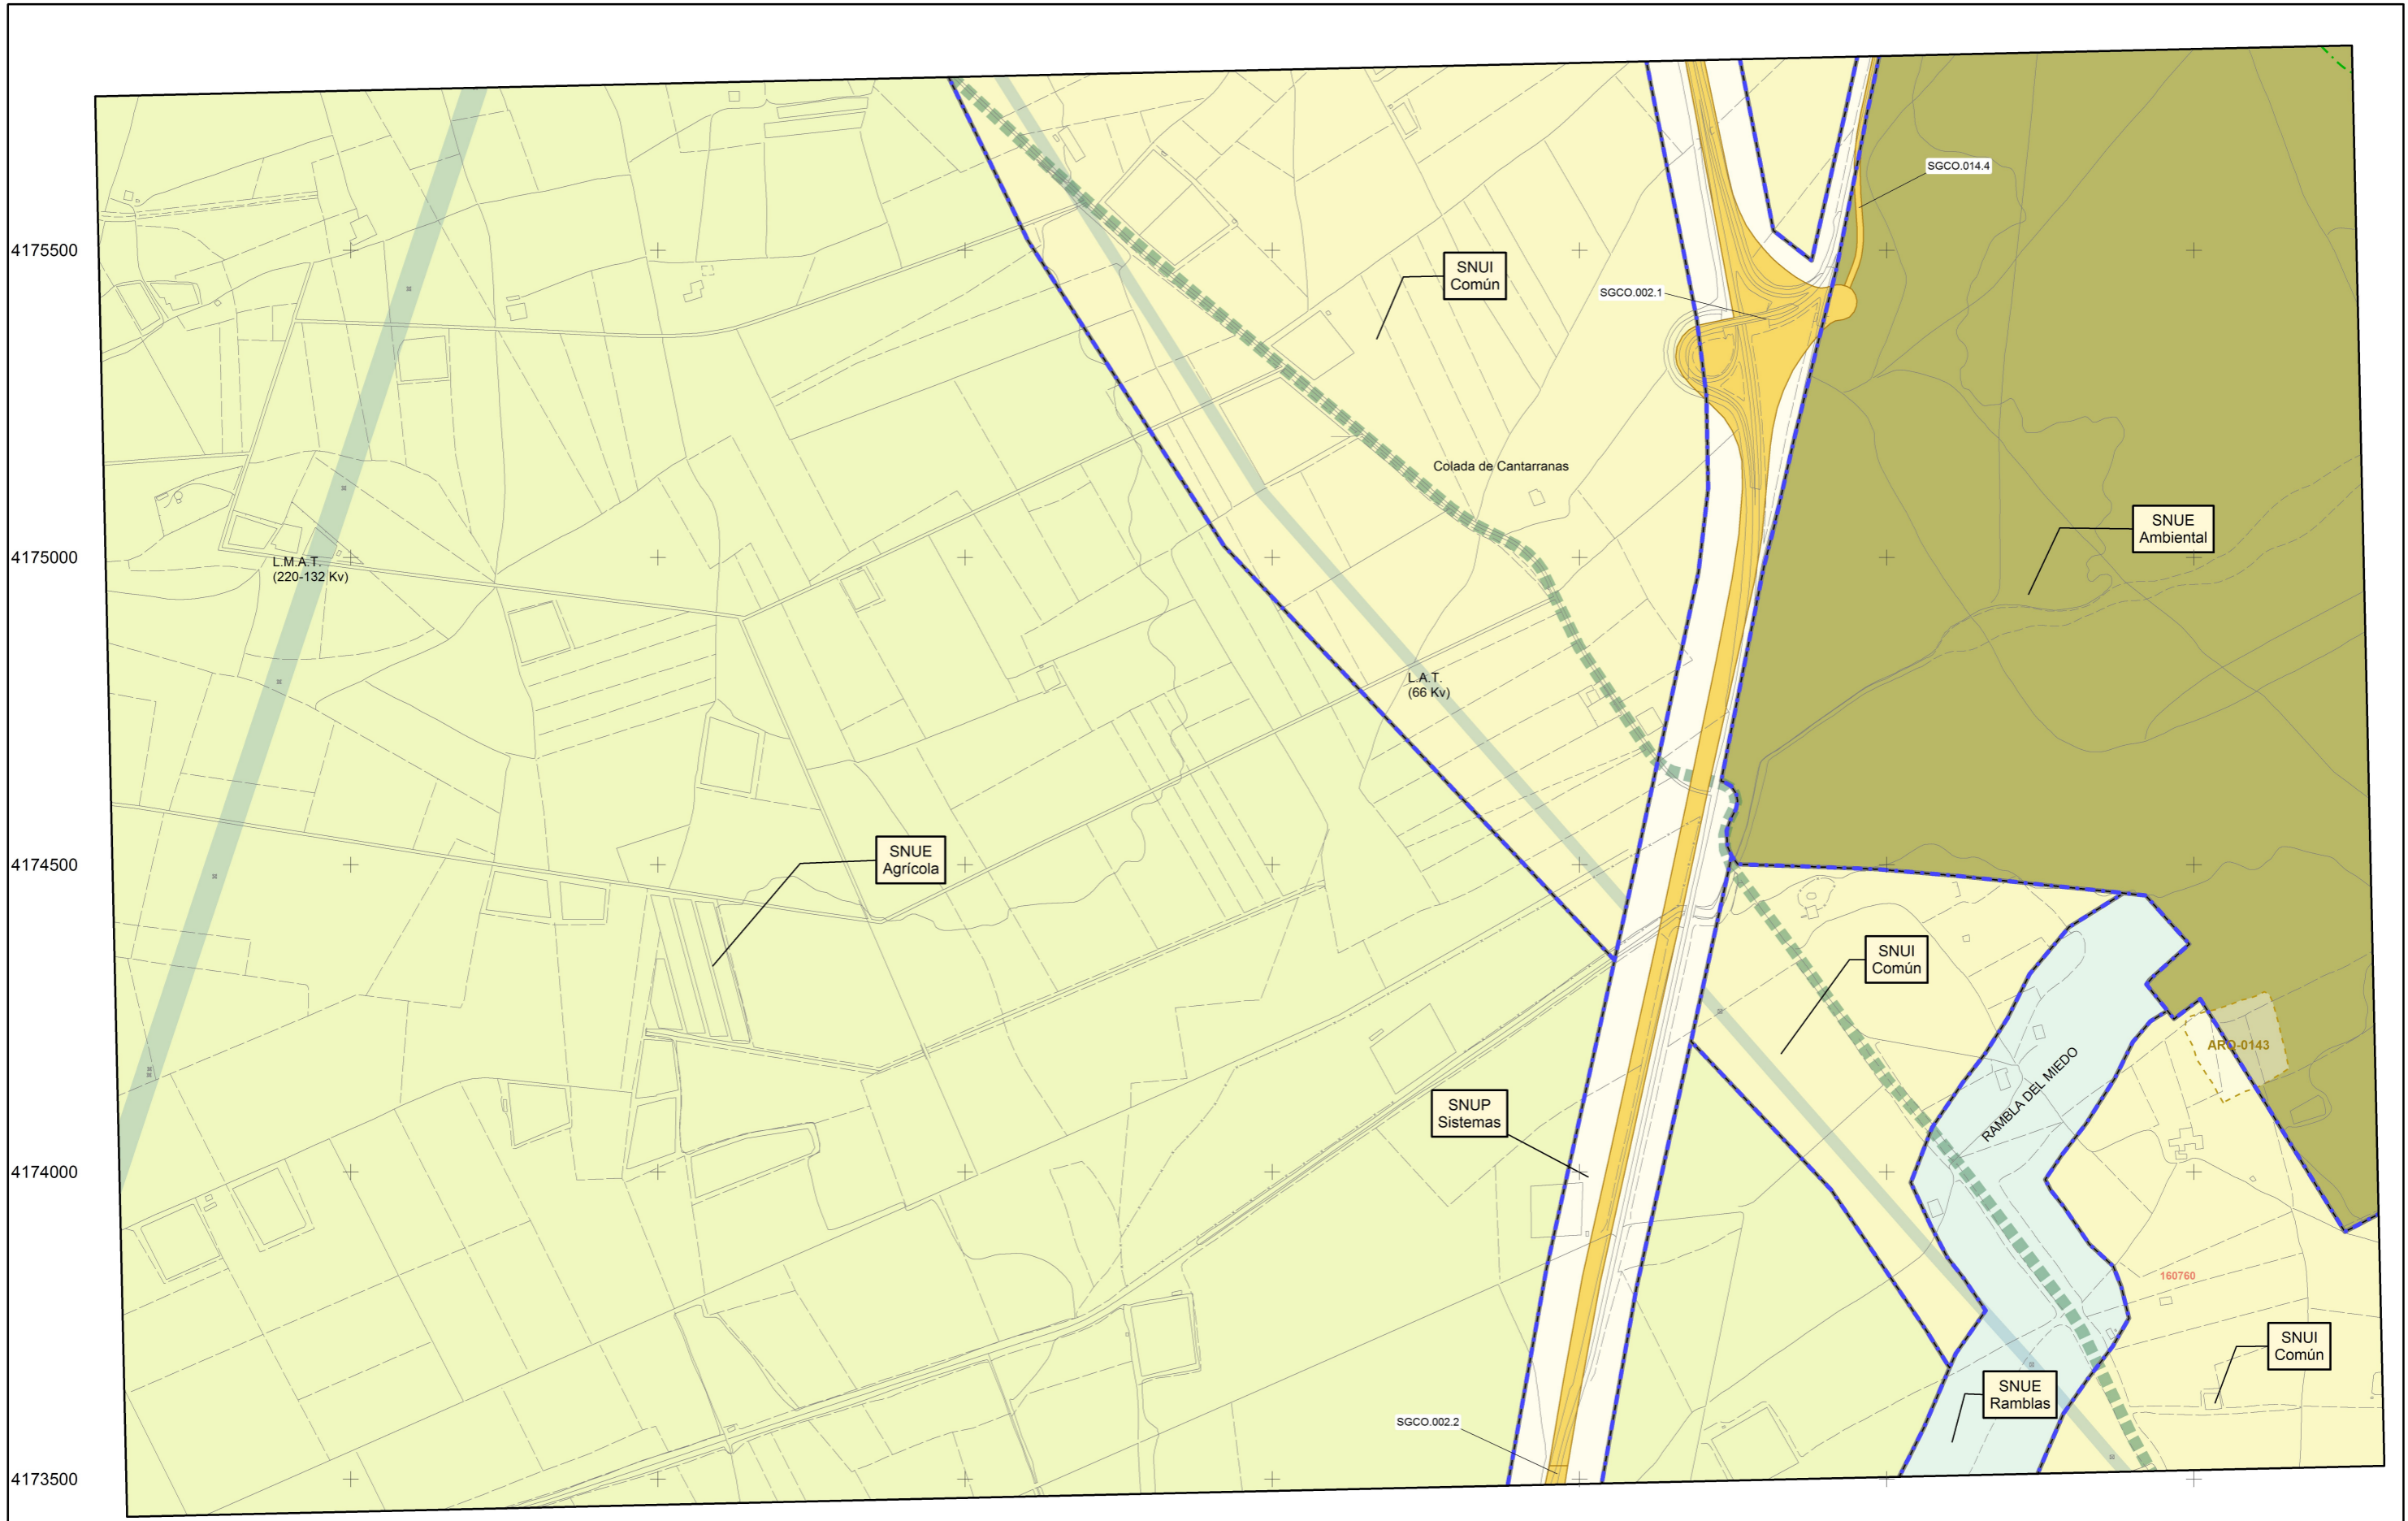 SGCO.014.4
4175500
SNUI
Común
SGCO.002.1
Colada de Cantarranas
SNUE
Ambiental
4175000
L.M.A.T.
(220-132 Kv)
L.A.T.
(66 Kv)
SNUE
Agrícola
4174500
SNUI
Común
ARQ-0143
RAMBLA DEL MIEDO
SNUP
Sistemas
4174000
160760
SNUI
Común
SNUE
Ramblas
SGCO.002.2
4173500